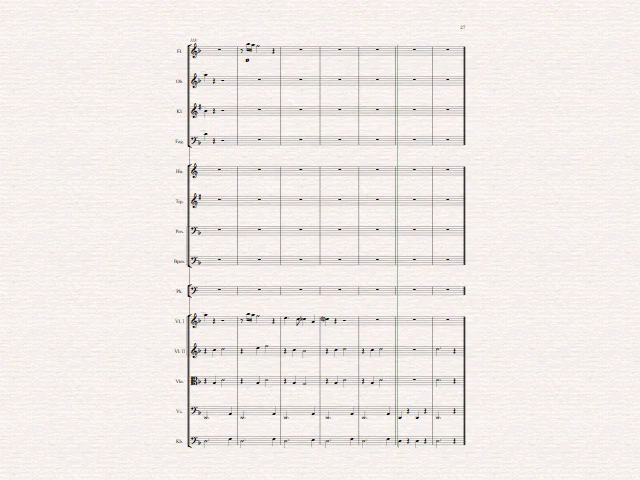 27
Fl.
Ob.
Kl.
Fag.
Hn.
Trp.
Pos.
Bpos.
Pk.
Vl. I
Vl. II
Vla.
Vc.
Kb.